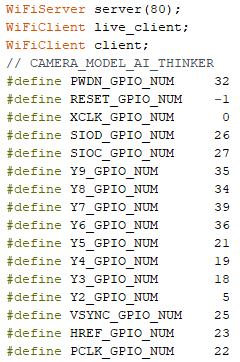 WiFiServer server(80);
WiFiClient live_client;
WiFiClient client;
// CAMERA_MODEL_AI_THINKER
#define PWDN_GPIO_NUM 32
#define RESET_GPIO_NUM -1
#define XCLK_GPIO_NUM 0
#define SIOD_GPIO_NUM 26
#define SIOC_GPIO_NUM 27
#define Y9_GPIO_NUM 35
#define Y8_GPIO_NUM 34
#define Y7_GPIO_NUM 39
#define Y6_GPIO_NUM 36
#define Y5_GPIO_NUM 21
#define Y4_GPIO_NUM 19
#define Y3_GPIO_NUM 18
#define Y2_GPIO_NUM 5
#define VSYNC_GPIO_NUM 25
#define HREF_GPIO_NUM 23
#define PCLK_GPIO_NUM 22